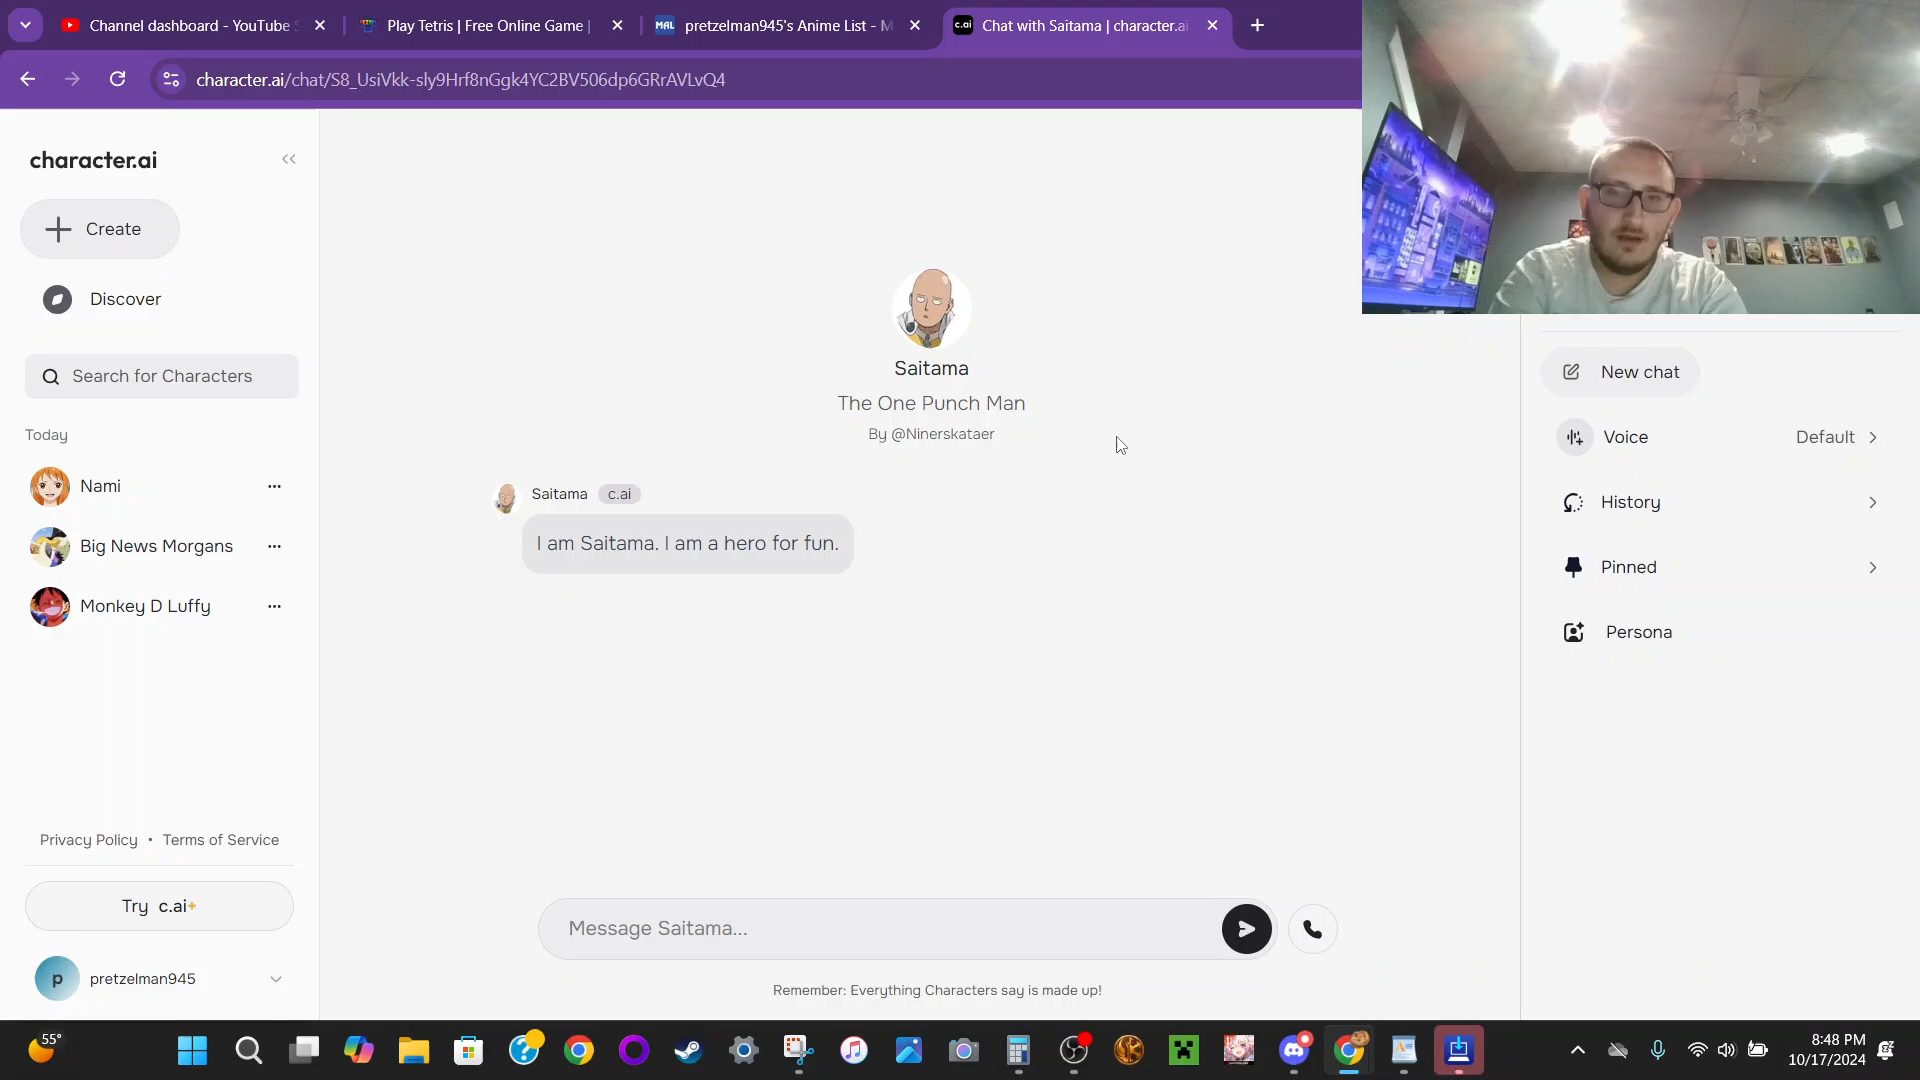 Channel dashboard - YouTube S
Play Tetris | Free Online Game |
MAL
pretzelman945's Anime List - M
c.ai
Chat with Saitama | character.ai
character.ai/chat/S8_UsiVkk-sly9Hrf8nGgk4YC2BV506dp6GRrAVLvQ4
character.ai
Create
Discover
Search for Characters
Today
Nami
Big News Morgans
Monkey D Luffy
Privacy Policy • Terms of Service
Try c.ai+
p
pretzelman945
Saitama
The One Punch Man
By @Ninerskataer
Saitama c.ai
I am Saitama. I am a hero for fun.
Message Saitama...
Remember: Everything Characters say is made up!
New chat
Voice
Default
History
Pinned
Persona
55°
8:48 PM
10/17/2024